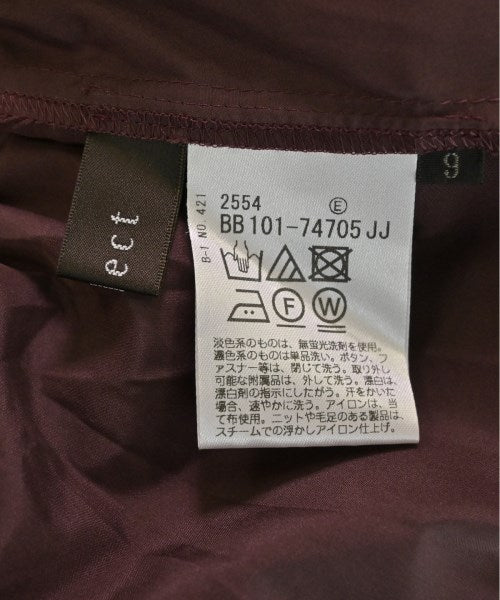 ect
9
B-1 NO. 421
2554 Ⓔ
BB101-74705JJ
F W
淡色系のものは、無蛍光洗剤を使用。
濃色系のものは単品洗い。ボタン、フ
ァスナー等は、閉じて洗う。取り外し
可能な附属品は、外して洗う。漂白は、
漂白剤の指示にしたがう。汗をかいた
場合、速やかに洗う。アイロンは、当
て布使用。ニットや毛足のある製品は、
スチームでの浮かしアイロン仕上げ。